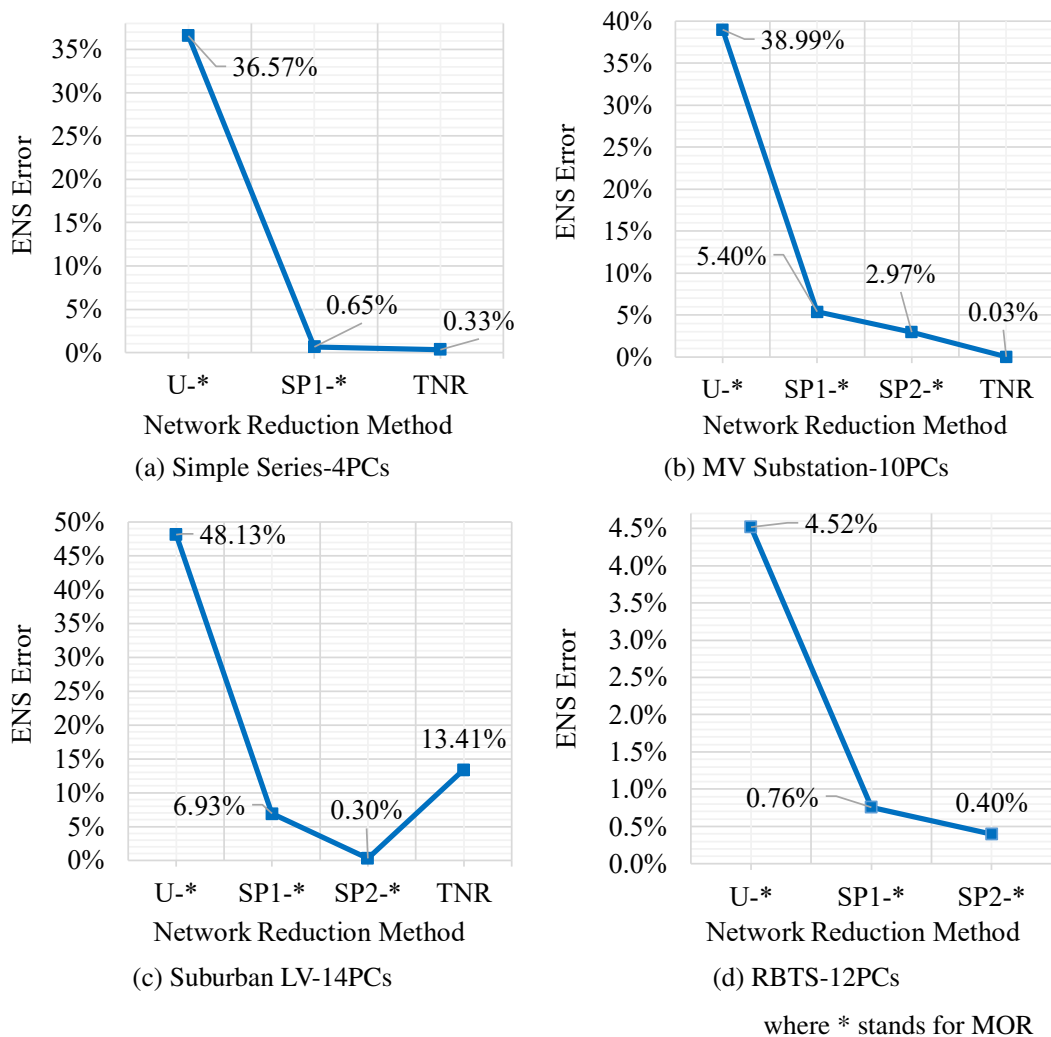 ENS Error
35%
30%
25%
20%
15%
10%
5%
0%
36.57%
0.65%
0.33%
U-*
SP1-*
TNR
Network Reduction Method
(a) Simple Series-4PCs
ENS Error
40%
35%
30%
25%
20%
15%
10%
5%
0%
38.99%
5.40%
2.97%
0.03%
U-*
SP1-*
SP2-*
TNR
Network Reduction Method
(b) MV Substation-10PCs
ENS Error
50%
45%
40%
35%
30%
25%
20%
15%
10%
5%
0%
48.13%
6.93%
0.30%
13.41%
U-*
SP1-*
SP2-*
TNR
Network Reduction Method
(c) Suburban LV-14PCs
ENS Error
4.5%
4.0%
3.5%
3.0%
2.5%
2.0%
1.5%
1.0%
0.5%
0.0%
4.52%
0.76%
0.40%
U-*
SP1-*
SP2-*
Network Reduction Method
(d) RBTS-12PCs
where * stands for MOR